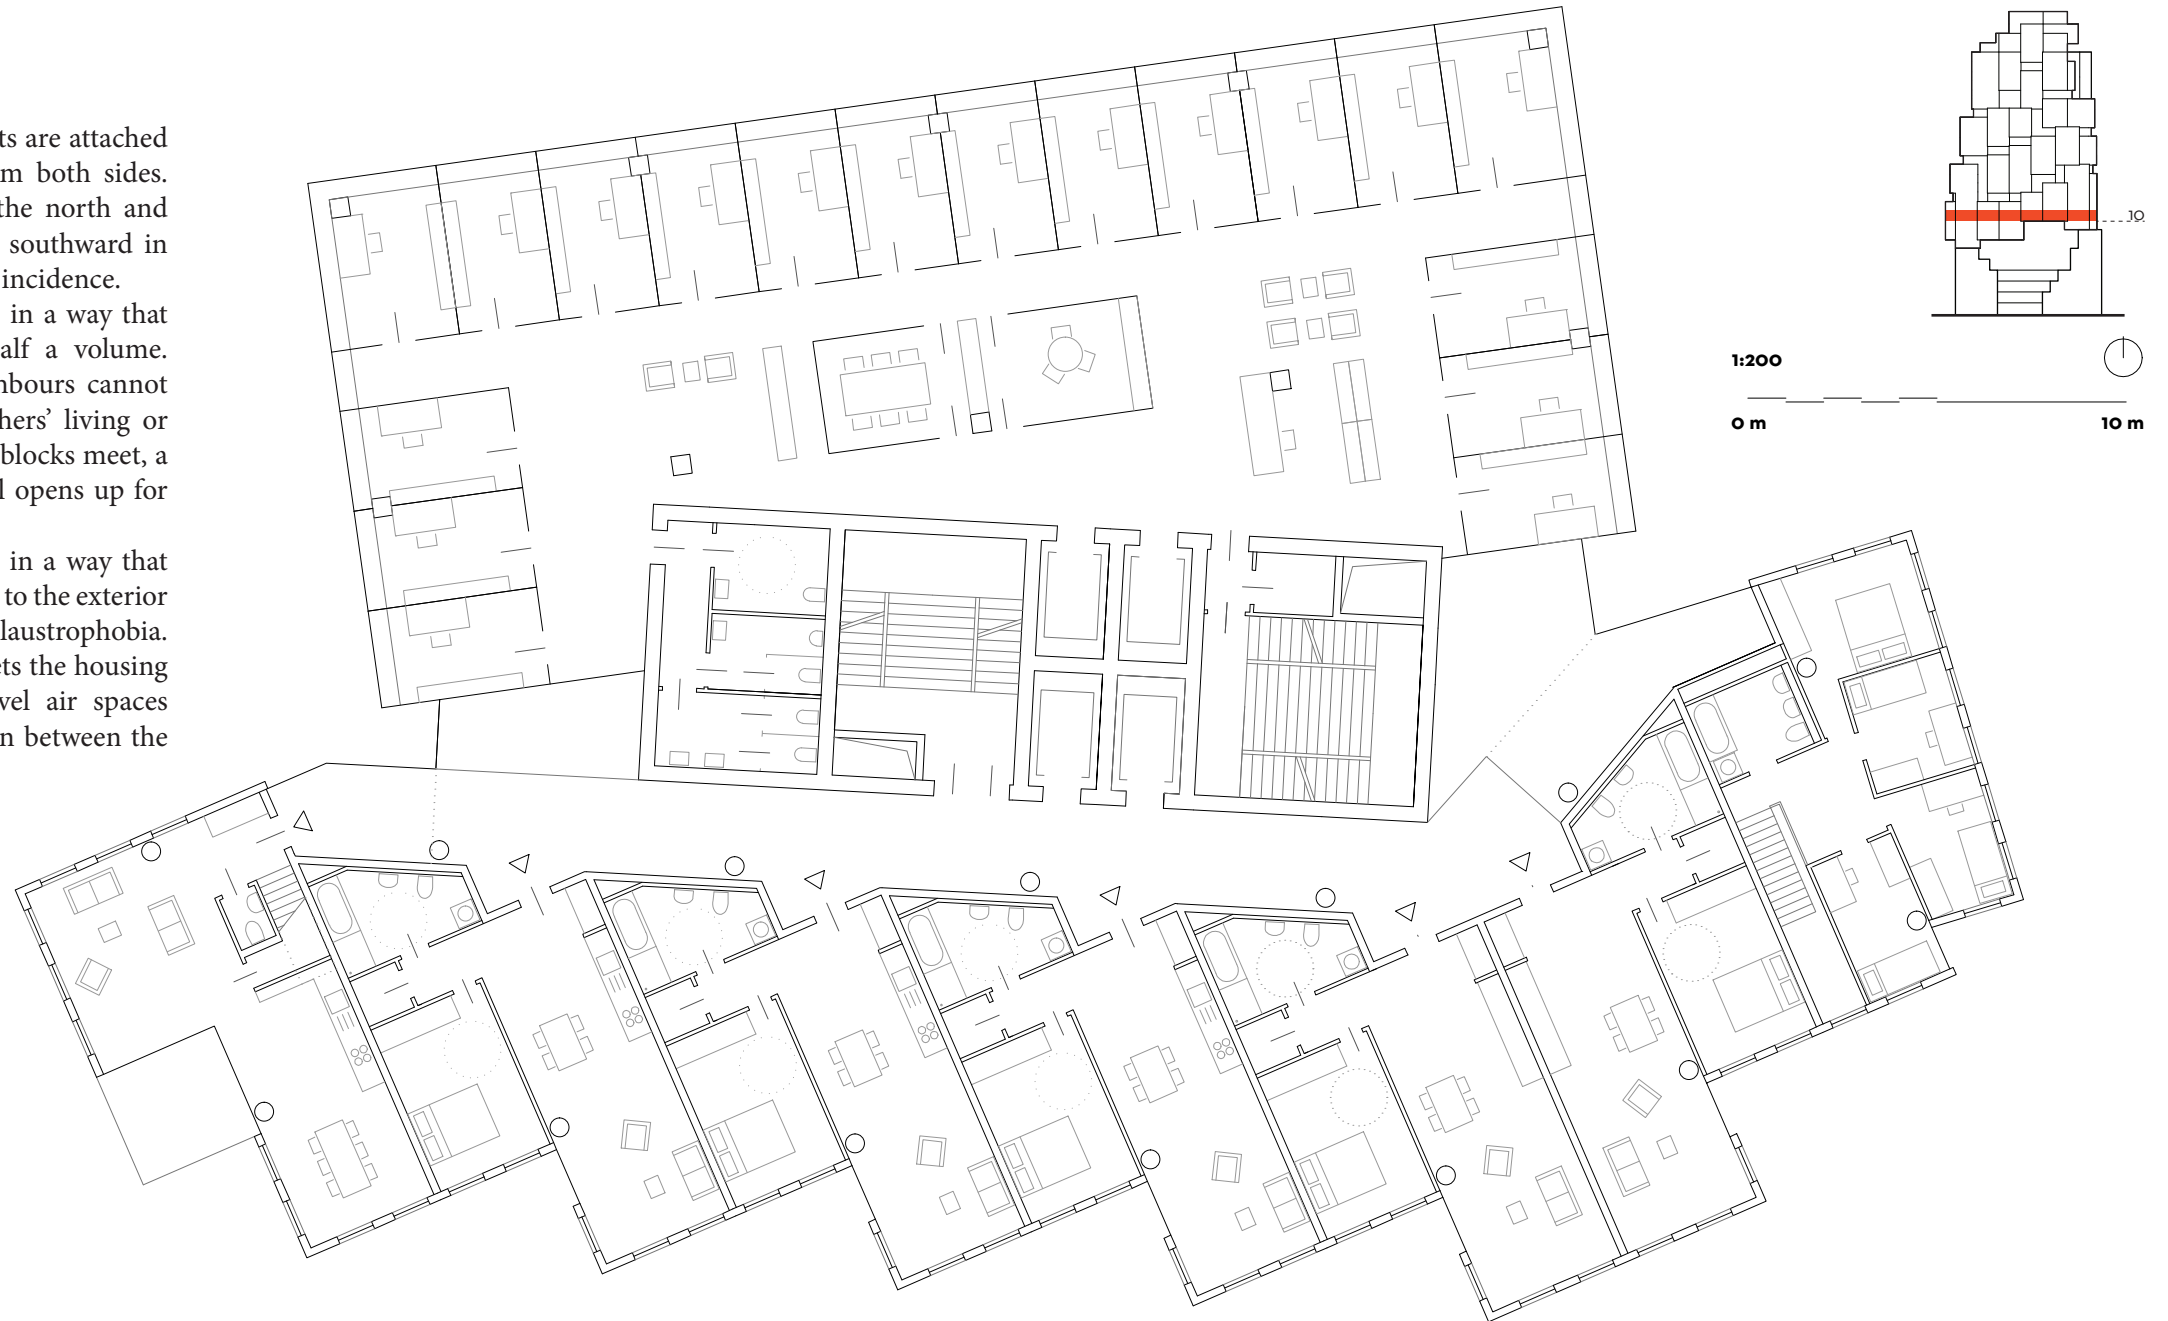 ts are attached
m both sides.
the north and
southward in
incidence.
in a way that
alf a volume.
nbours cannot
hers’ living or
blocks meet, a
l opens up for
in a way that
to the exterior
laustrophobia.
ets the housing
vel air spaces
n between the
10
1:200
0 m
10 m